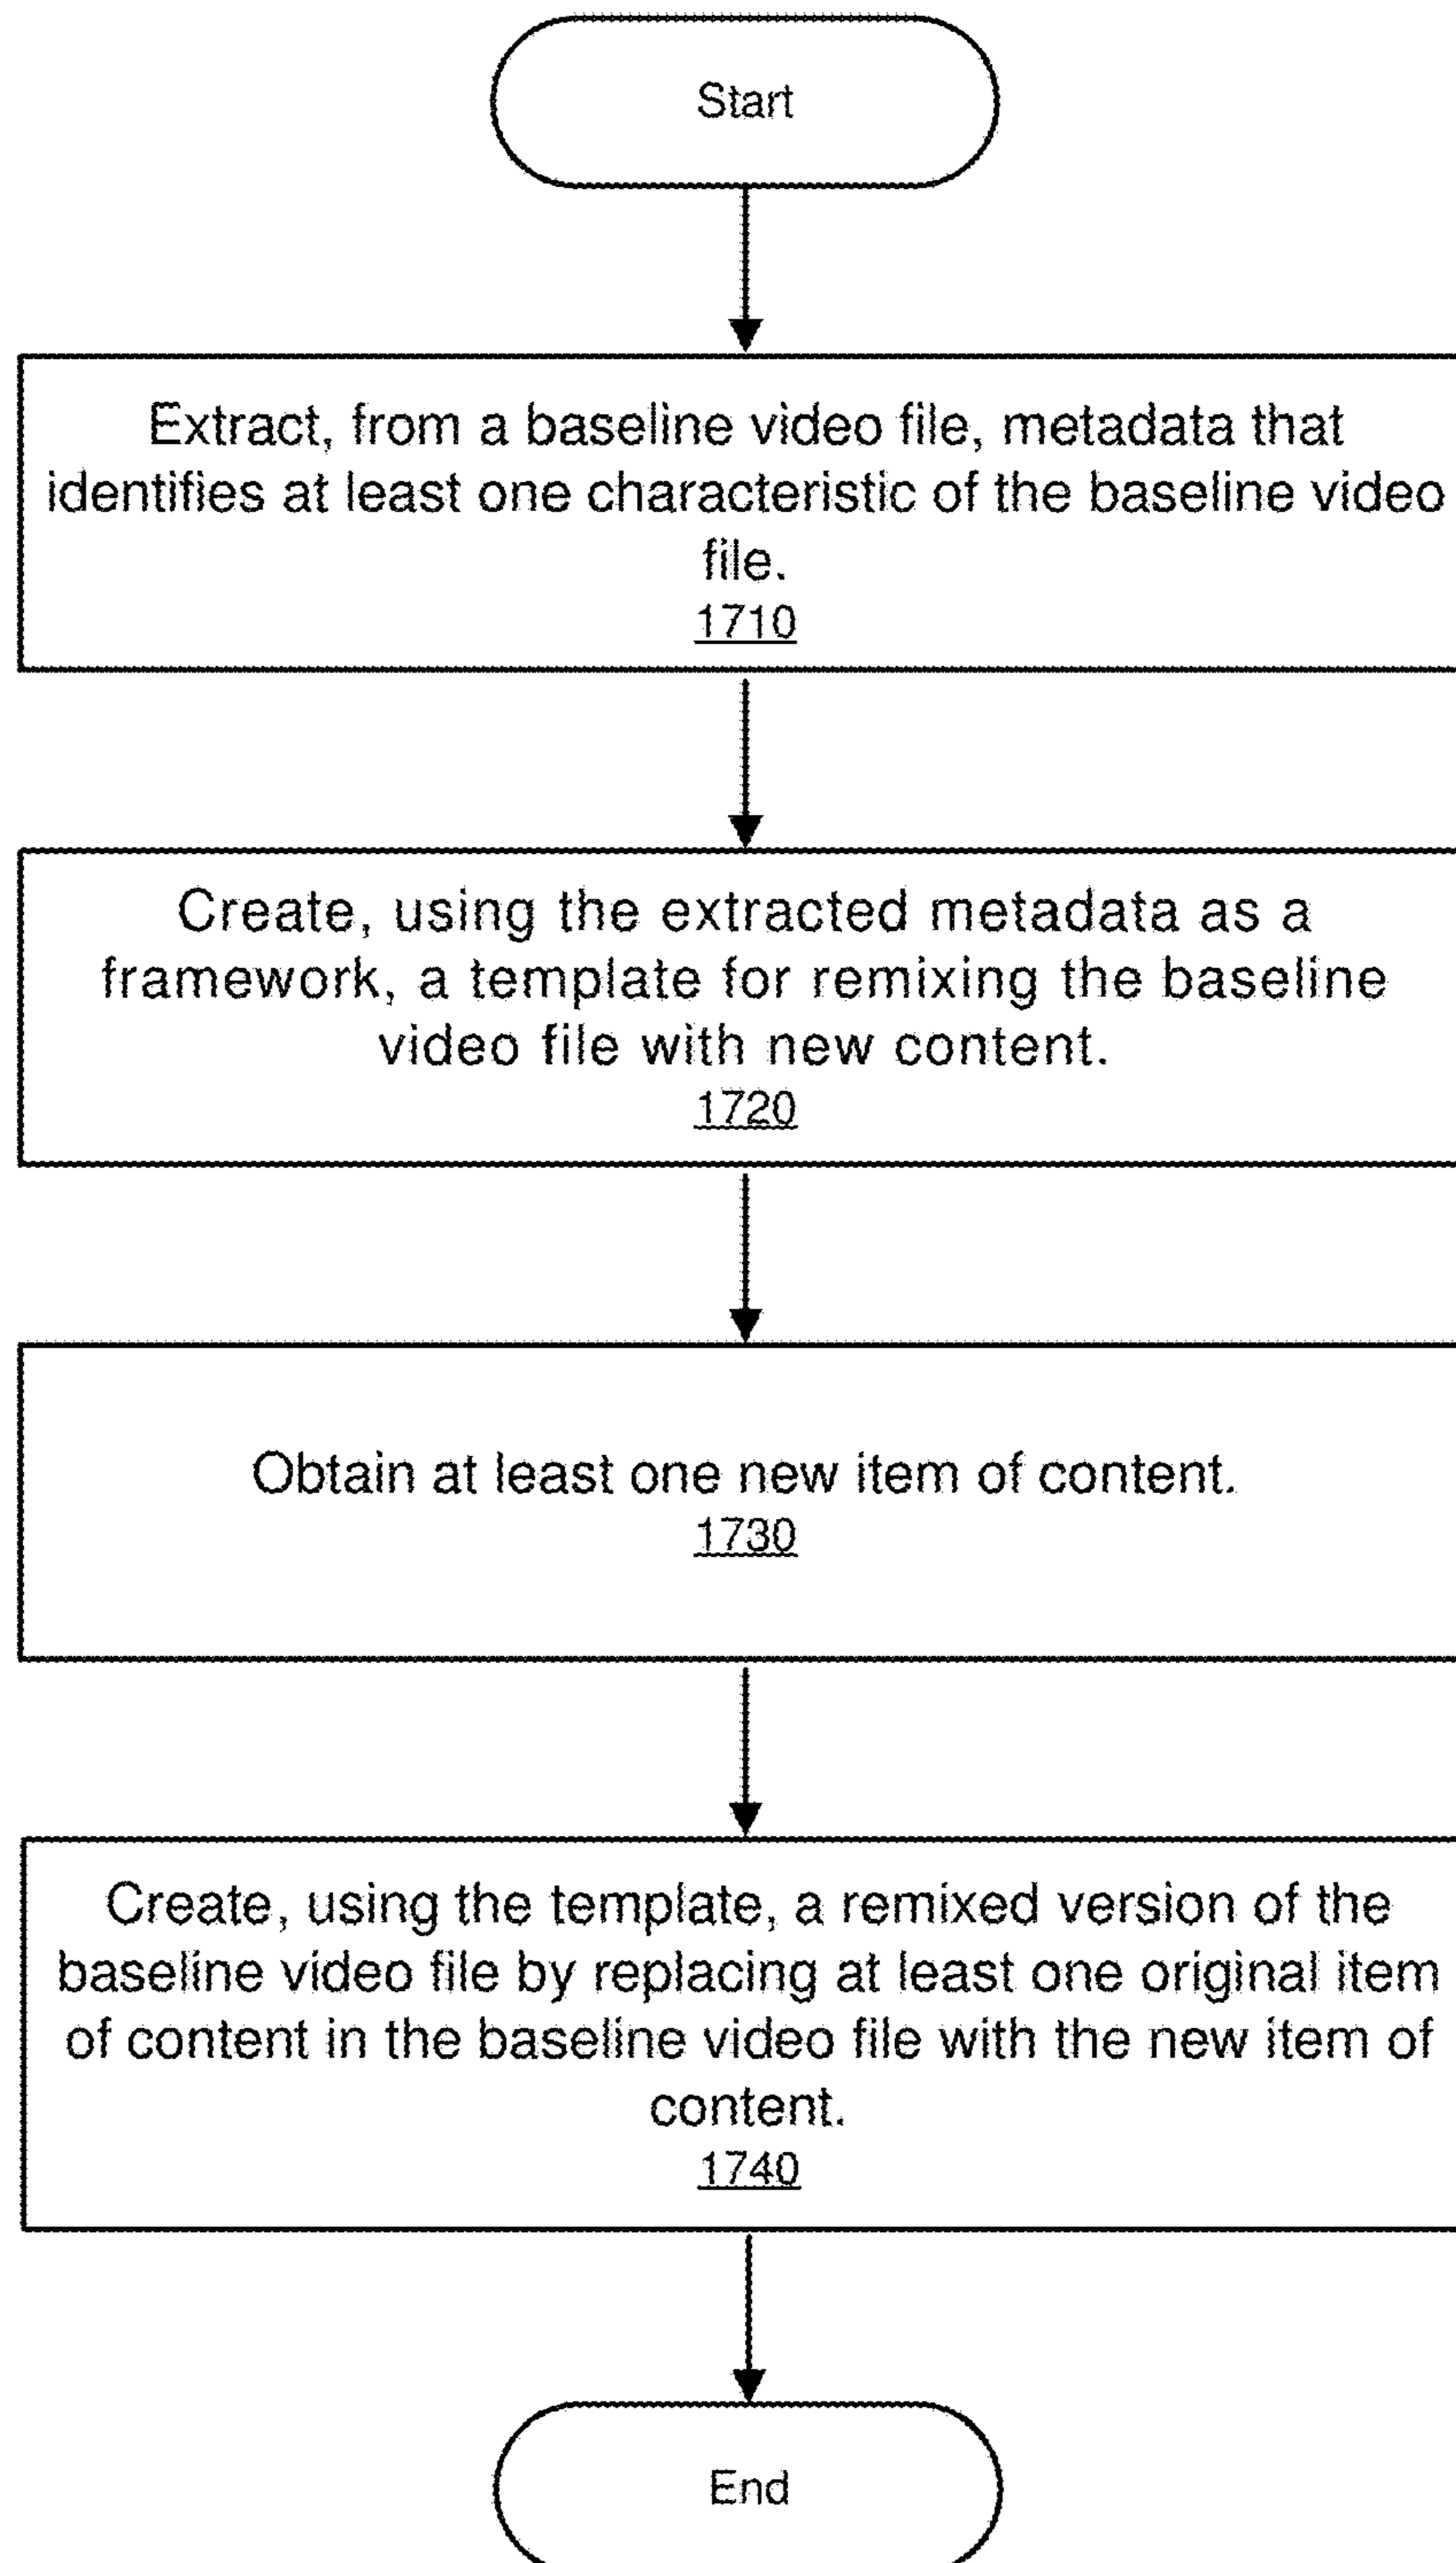 Start
Extract, from a baseline video file, metadata that
identifies at least one characteristic of the baseline video
file.
1710
Create, using the extracted metadata as a
framework, a template for remixing the baseline
video file with new content.
1720
Obtain at least one new item of content.
1730
Create, using the template, a remixed version of the
baseline video file by replacing at least one original item
of content in the baseline video file with the new item of
content.
1740
End